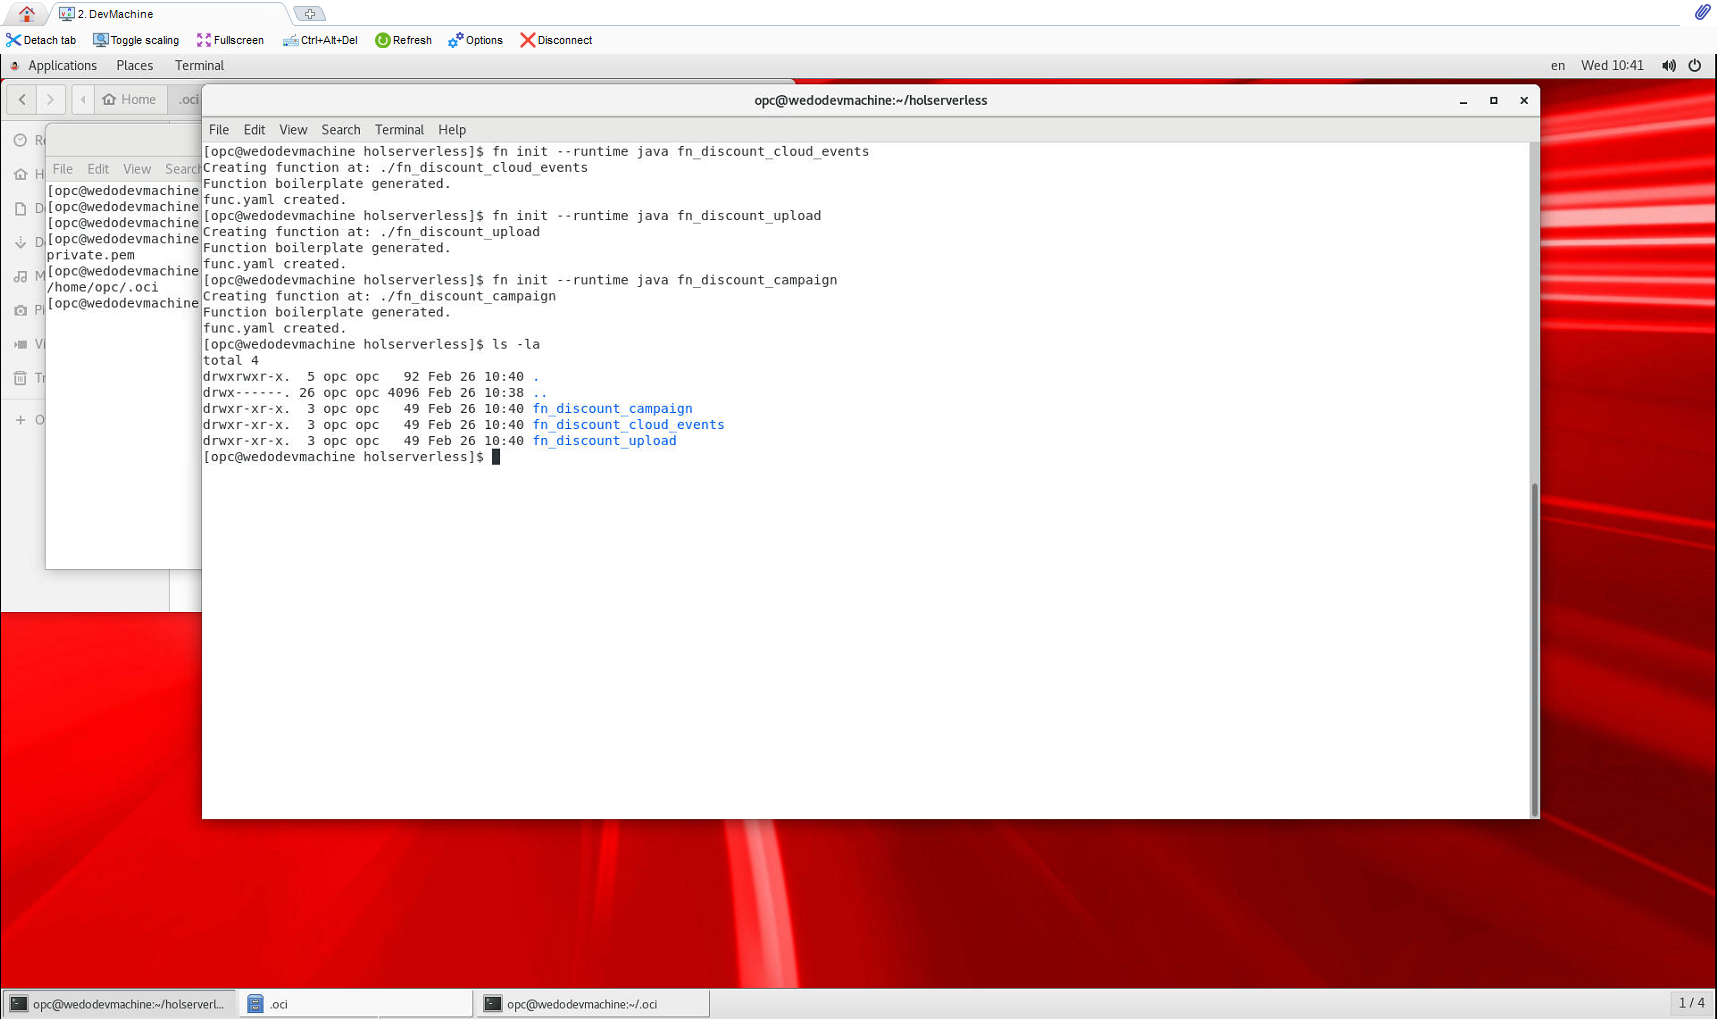 2. DevMachine
Detach tab Toggle scaling Fullscreen Ctrl+Alt+Del Refresh Options Disconnect
Applications Places Terminal en Wed 10:41
Home .oci
opc@wedodevmachine:~/holserverless
File Edit View Search Terminal Help
File Edit View Search
[opc@wedodevmachine
[opc@wedodevmachine
[opc@wedodevmachine
[opc@wedodevmachine
private.pem
[opc@wedodevmachine
/home/opc/.oci
[opc@wedodevmachine
[opc@wedodevmachine holserverless]$ fn init --runtime java fn_discount_cloud_events
Creating function at: ./fn_discount_cloud_events
Function boilerplate generated.
func.yaml created.
[opc@wedodevmachine holserverless]$ fn init --runtime java fn_discount_upload
Creating function at: ./fn_discount_upload
Function boilerplate generated.
func.yaml created.
[opc@wedodevmachine holserverless]$ fn init --runtime java fn_discount_campaign
Creating function at: ./fn_discount_campaign
Function boilerplate generated.
func.yaml created.
[opc@wedodevmachine holserverless]$ ls -la
total 4
drwxrwxr-x.  5 opc opc   92 Feb 26 10:40 .
drwx------. 26 opc opc 4096 Feb 26 10:38 ..
drwxr-xr-x.  3 opc opc   49 Feb 26 10:40 fn_discount_campaign
drwxr-xr-x.  3 opc opc   49 Feb 26 10:40 fn_discount_cloud_events
drwxr-xr-x.  3 opc opc   49 Feb 26 10:40 fn_discount_upload
[opc@wedodevmachine holserverless]$
opc@wedodevmachine:~/holserverl... .oci opc@wedodevmachine:~/.oci 1 / 4